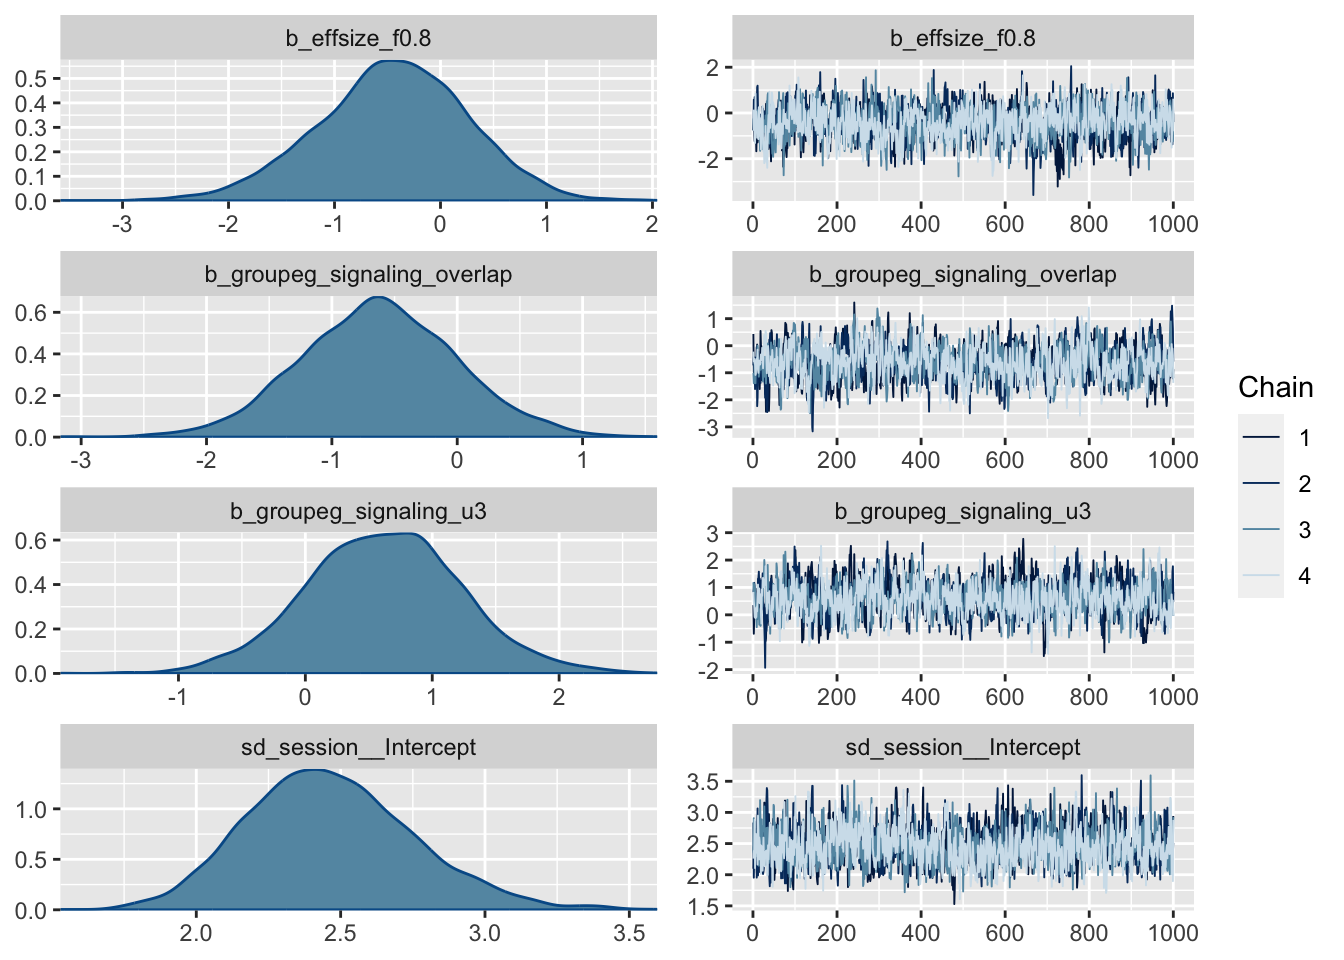 b_effsize_f0.8
b_effsize_f0.8
0.5
0.4
0.3
0.2
0.1
0.0
-3 -2 -1 0 1 2
2
0
-2
0 200 400 600 800 1000
b_groupeg_signaling_overlap
b_groupeg_signaling_overlap
0.6
0.4
0.2
0.0
-3 -2 -1 0 1
1
0
-1
-2
-3
0 200 400 600 800 1000
b_groupeg_signaling_u3
b_groupeg_signaling_u3
0.6
0.4
0.2
0.0
-1 0 1 2
3
2
1
0
-1
-2
0 200 400 600 800 1000
sd_session__Intercept
sd_session__Intercept
1.0
0.5
0.0
2.0 2.5 3.0 3.5
3.5
3.0
2.5
2.0
1.5
0 200 400 600 800 1000
Chain
1
2
3
4